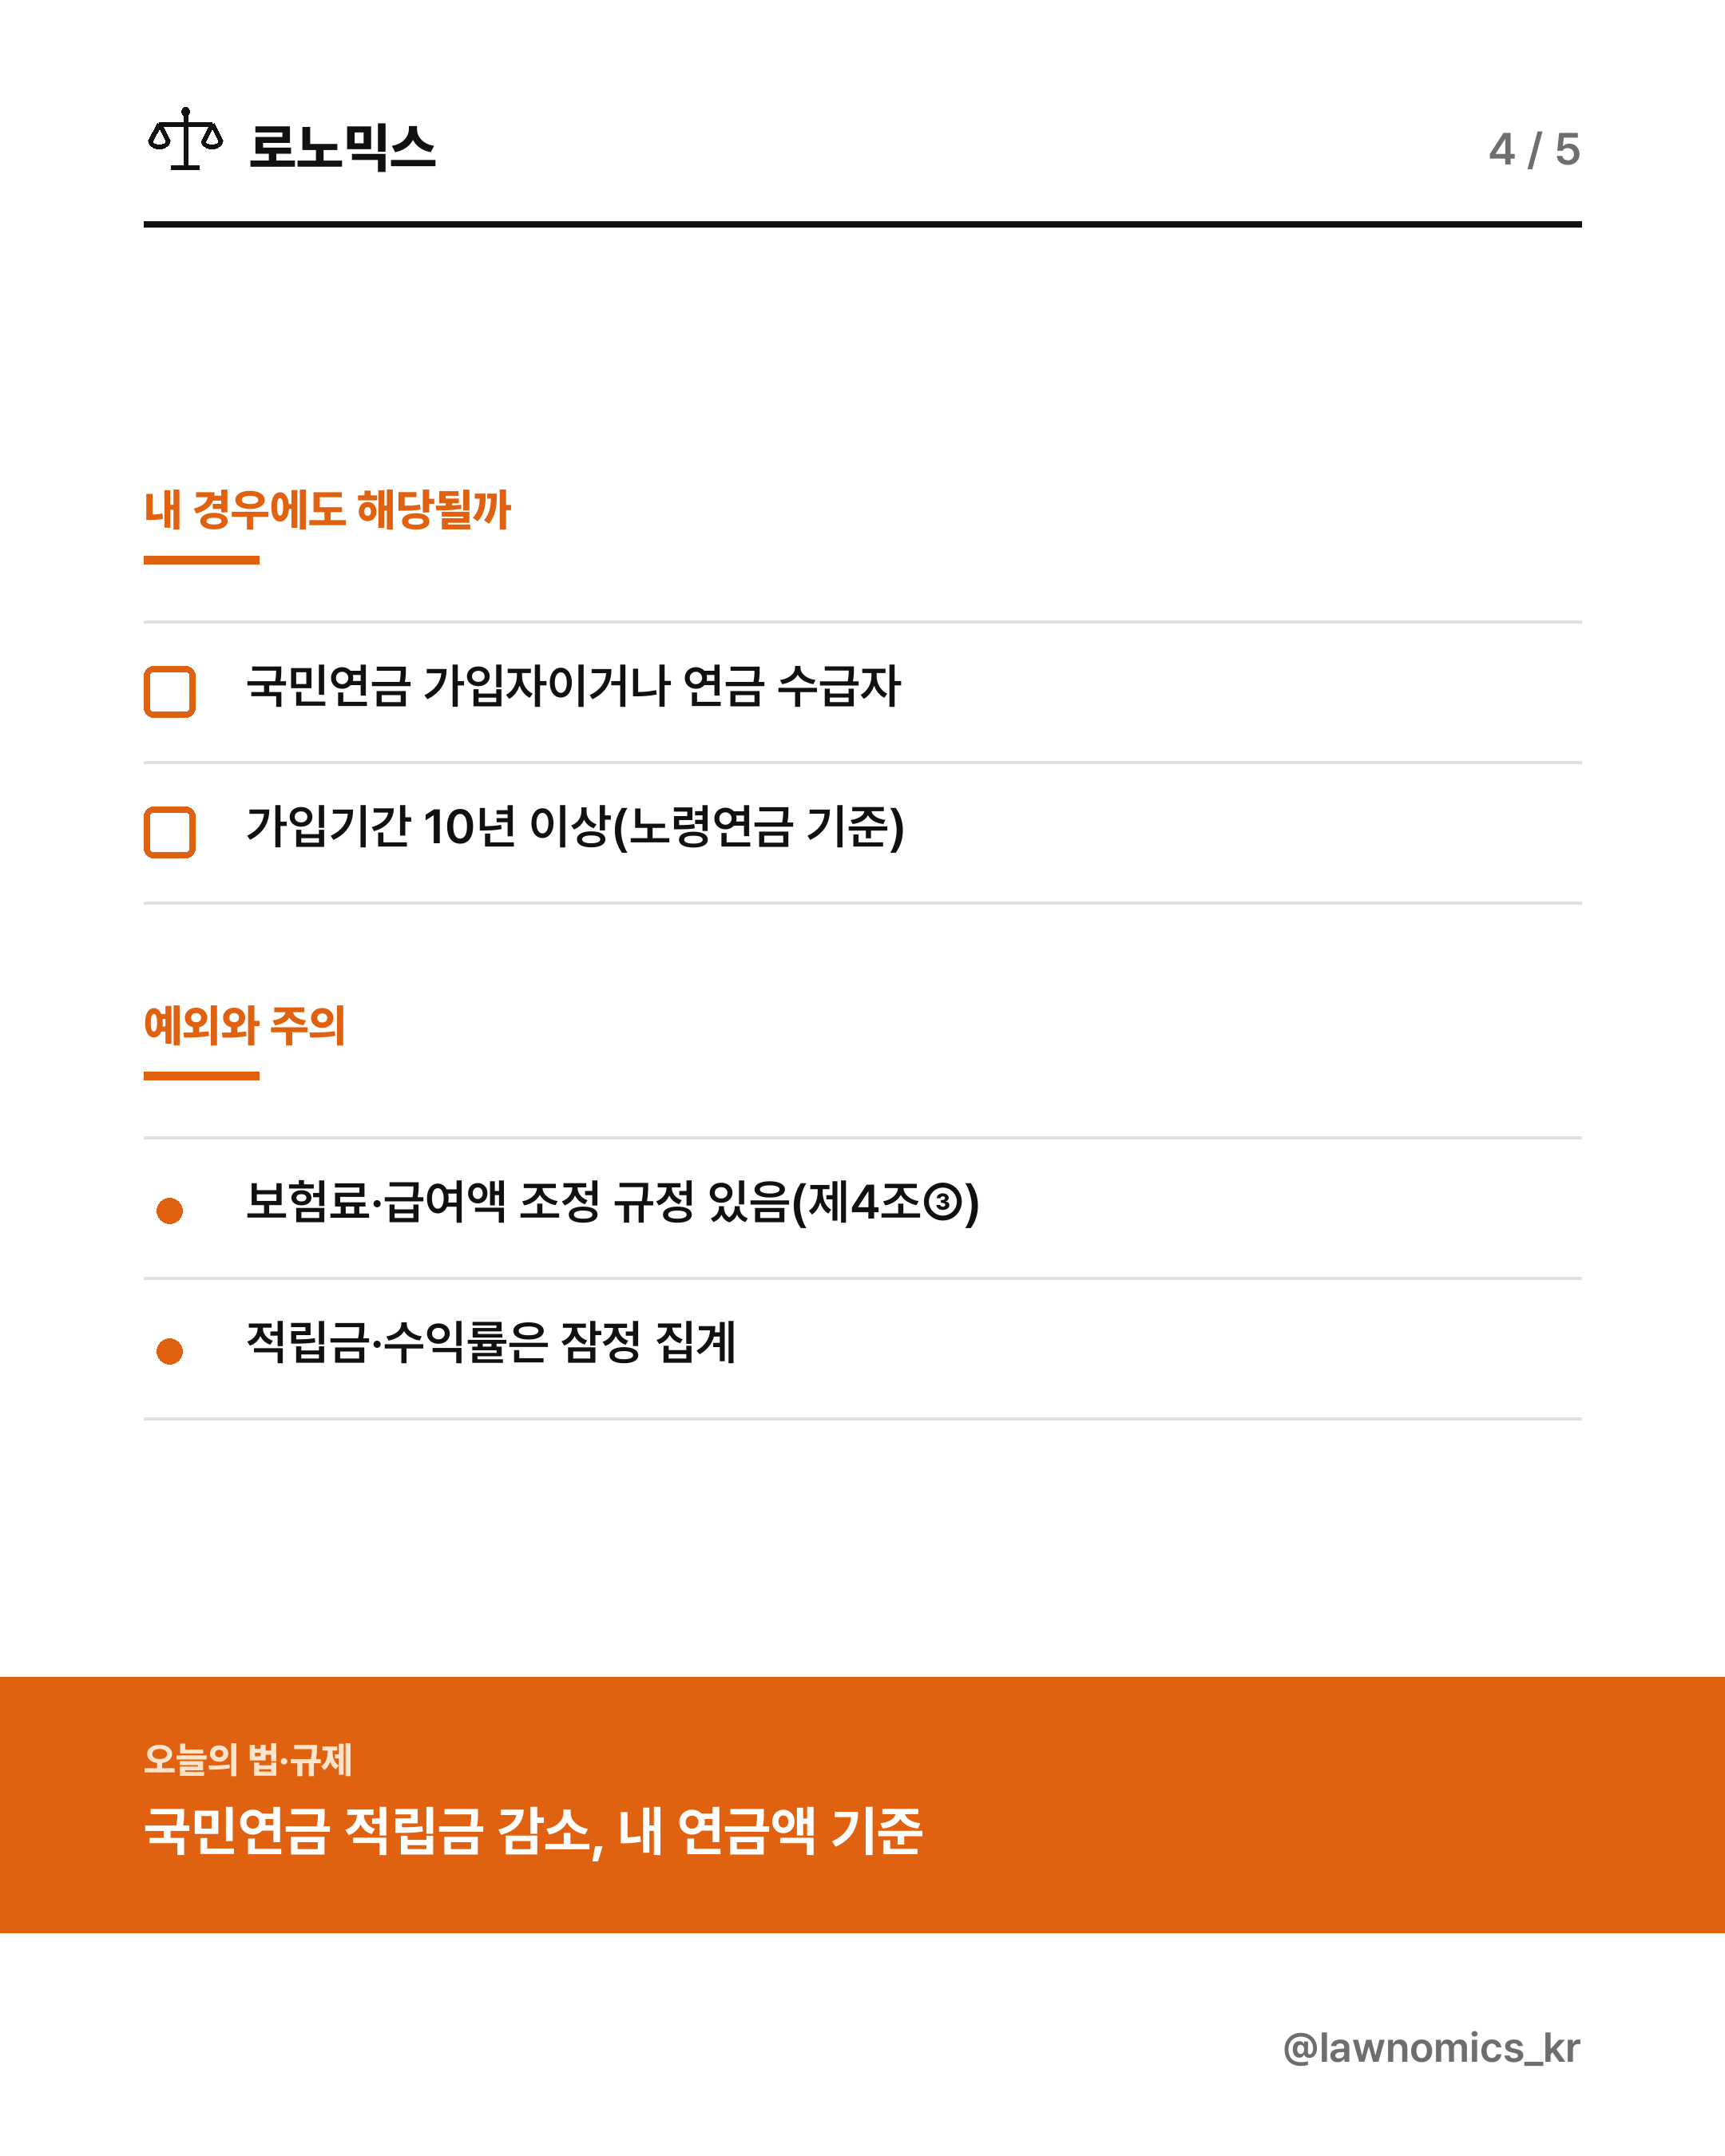 로노믹스
4 / 5
내 경우에도 해당될까
국민연금 가입자이거나 연금 수급자
가입기간 10년 이상(노령연금 기준)
예외와 주의
보험료·급여액 조정 규정 있음(제4조③)
적립금·수익률은 잠정 집계
오늘의 법·규제
국민연금 적립금 감소, 내 연금액 기준
@lawnomics_kr